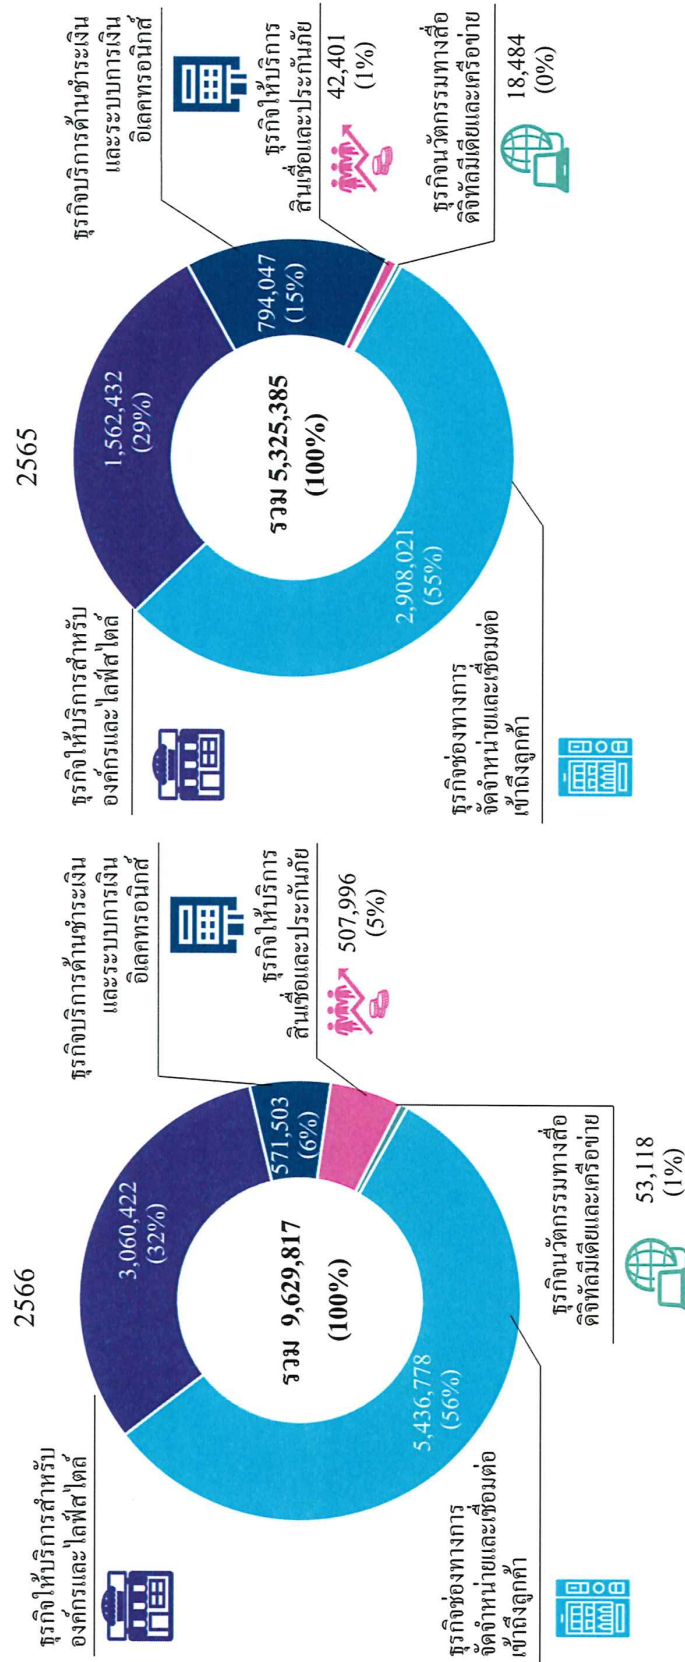 2566
ธุรกิจให้บริการสำหรับ
องค์กรและไลฟ์สไตล์
3,060,422
(32%)
ธุรกิจบริการด้านชำระเงิน
และระบบการเงิน
อิเลคทรอนิกส์
571,503
(6%)
ธุรกิจให้บริการ
สินเชื่อและประกันภัย
507,996
(5%)
รวม 9,629,817
(100%)
5,436,778
(56%)
ธุรกิจช่องทางการ
จัดจำหน่ายและเชื่อมต่อ
เข้าถึงลูกค้า
ธุรกิจนวัตกรรมทางสื่อ
ดิจิทัลมีเดียและเครือข่าย
53,118
(1%)
2565
ธุรกิจให้บริการสำหรับ
องค์กรและไลฟ์สไตล์
1,562,432
(29%)
ธุรกิจบริการด้านชำระเงิน
และระบบการเงิน
อิเลคทรอนิกส์
794,047
(15%)
ธุรกิจให้บริการ
สินเชื่อและประกันภัย
42,401
(1%)
รวม 5,325,385
(100%)
2,908,021
(55%)
ธุรกิจช่องทางการ
จัดจำหน่ายและเชื่อมต่อ
เข้าถึงลูกค้า
ธุรกิจนวัตกรรมทางสื่อ
ดิจิทัลมีเดียและเครือข่าย
18,484
(0%)